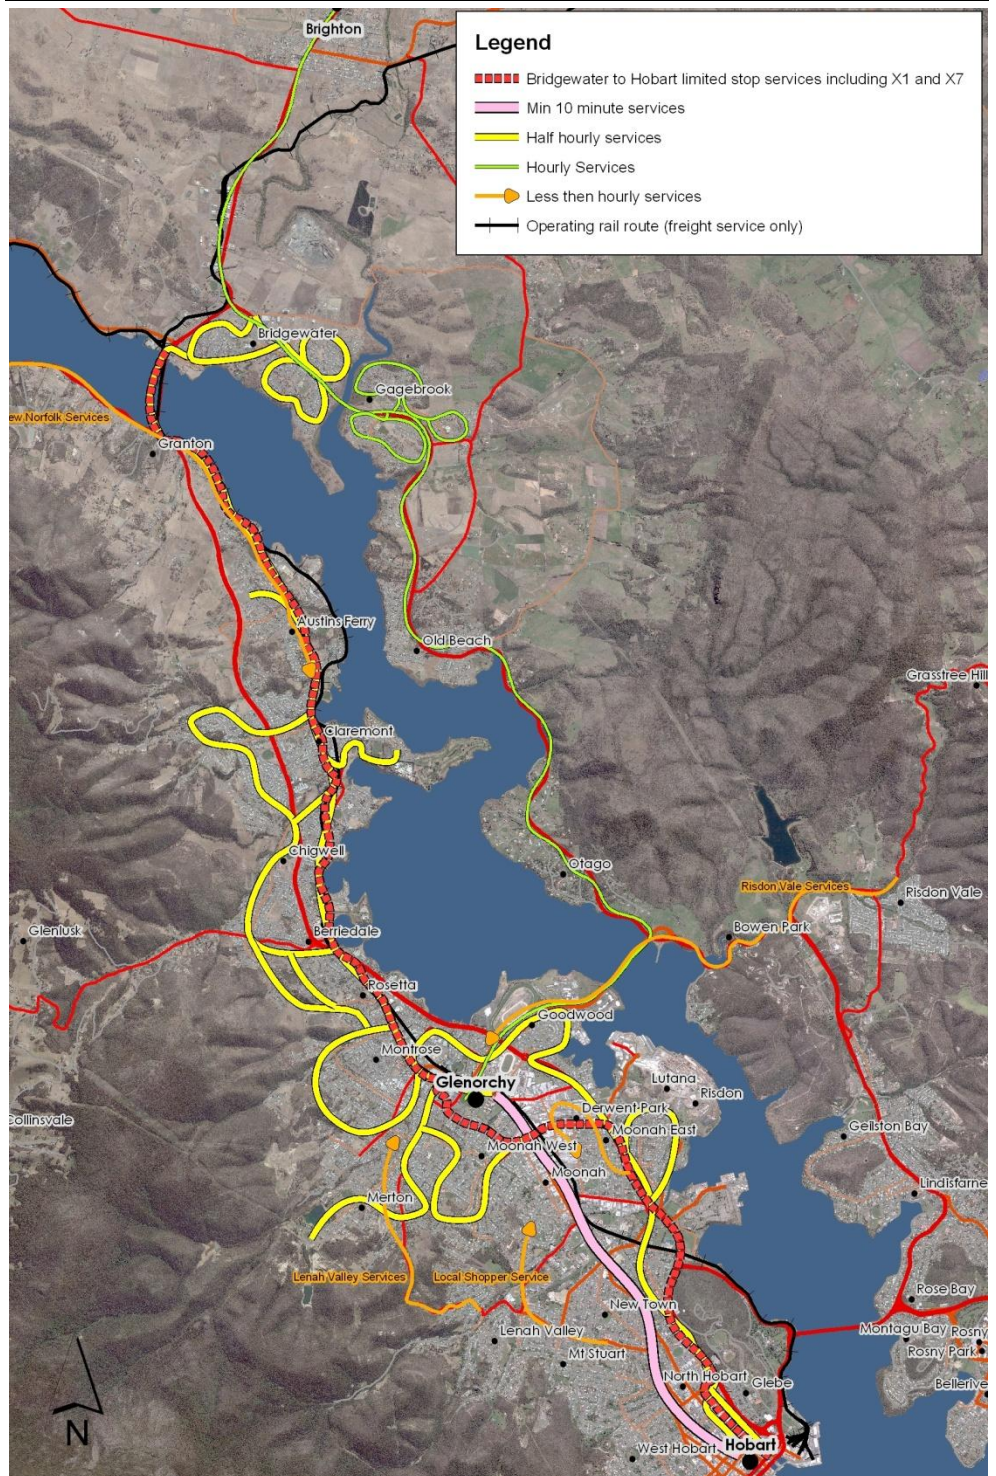 Brighton
Legend
Bridgewater to Hobart limited stop services including X1 and X7
Min 10 minute services
Half hourly services
Hourly Services
Less then hourly services
Operating rail route (freight service only)
Bridgewater
Gagebrook
ew Norfolk Services
Granton
Austins Ferry
Old Beach
Grasstree Hill
Claremont
Chigwell
Otago
Risdon Vale Services
Risdon Vale
Glenlusk
Berriedale
Bowen Park
Rosetta
Goodwood
Montrose
Glenorchy
Lutana
Risdon
Collinsvale
Derwent Park
Moonah East
Geilston Bay
Moonah West
Moonah
Merton
Lindisfarne
Lenah Valley Services
Local Shopper Service
Rose Bay
New Town
Lenah Valley
Montagu Bay
Rosny
Mt Stuart
Rosny Park
North Hobart
Glebe
Bellerive
N
West Hobart
Hobart